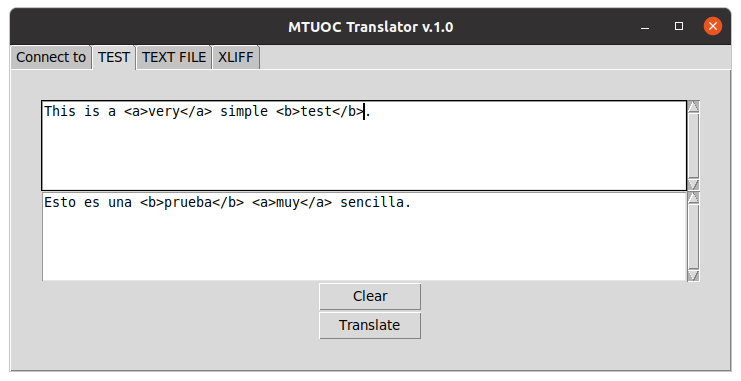 MTUOC Translator v.1.0
Connect to TEST TEXT FILE XLIFF
This is a <a>very</a> simple <b>test</b>.
Esto es una <b>prueba</b> <a>muy</a> sencilla.
Clear
Translate